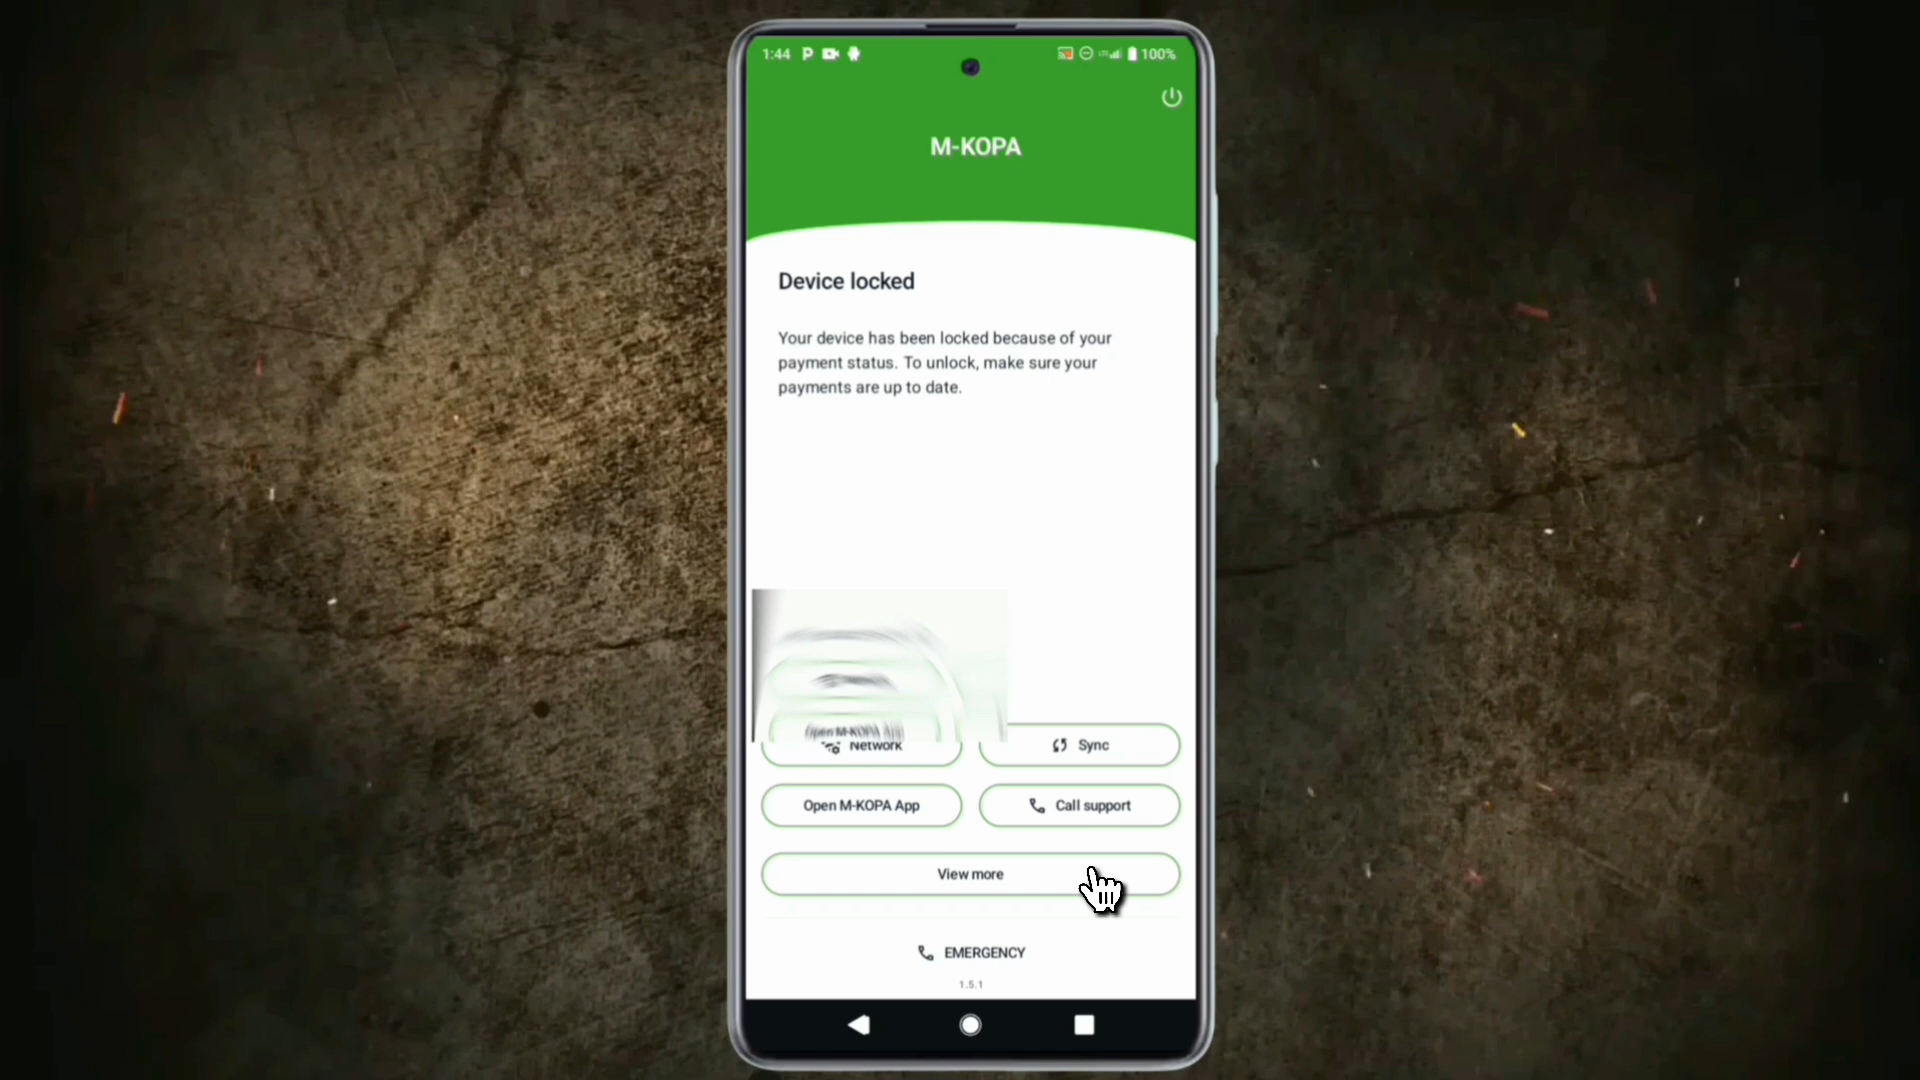 1:44
100%
M-KOPA
Device locked
Your device has been locked because of your
payment status. To unlock, make sure your
payments are up to date.
Open M-KOPA
Network
Sync
Open M-KOPA App
Call support
View more
EMERGENCY
1.5.1